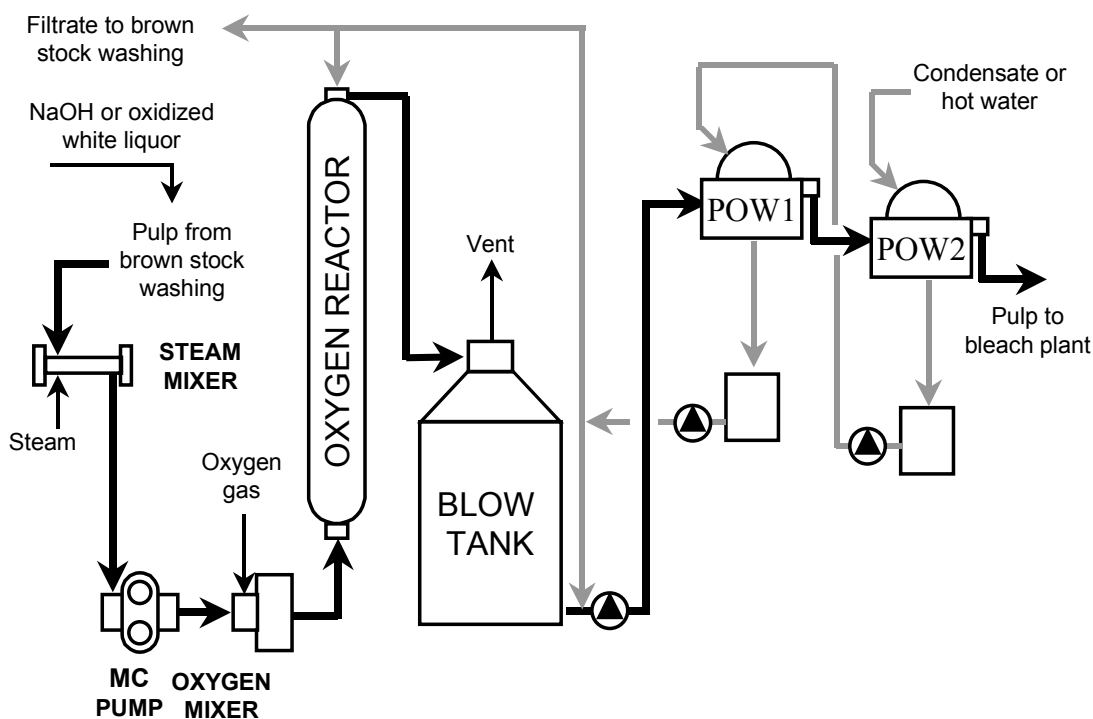 Filtrate to brown
stock washing
NaOH or oxidized
white liquor
Pulp from
brown stock
washing
STEAM
MIXER
Steam
Oxygen
gas
MC
PUMP
OXYGEN
MIXER
OXYGEN REACTOR
Vent
BLOW
TANK
POW1
Condensate or
hot water
POW2
Pulp to
bleach plant